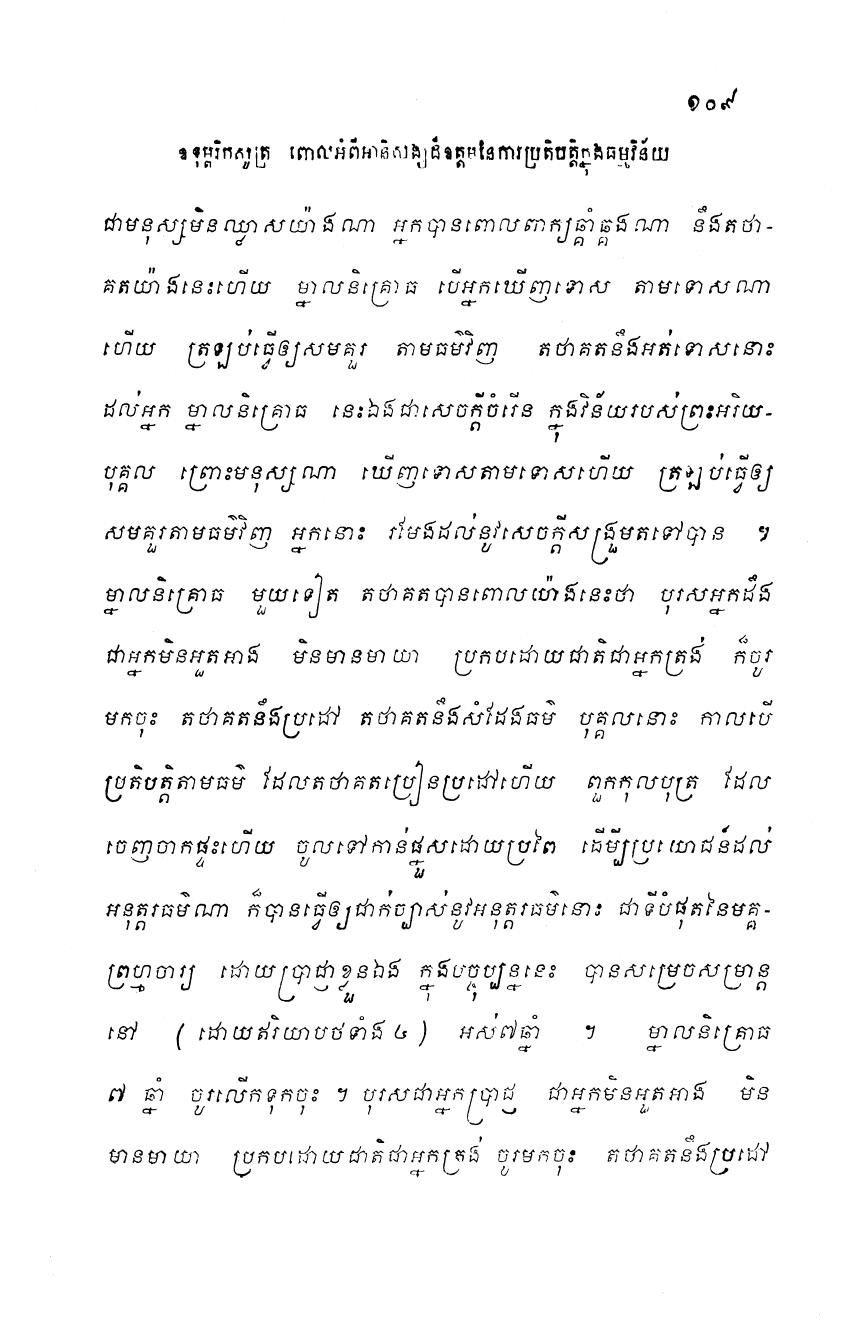 ១០៩
ឧទុម្ពរិកសូត្រ ពោលអំពីអានិសង្ឃដ៏ឧត្តមនៃការប្រតិបត្តិក្នុងធម្មវិន័យ
ជាមនុស្សមិនឈ្លាសយ៉ាងណា អ្នកបានពោលពាក្យឆ្គាំឆ្គងណា នឹងតថា-
គតយ៉ាងនេះហើយ ម្នាលនិគ្រោធ បើអ្នកឃើញទោស តាមទោសណា
ហើយ ត្រឡប់ធ្វើឲ្យសមគួរ តាមធម៌វិញ តថាគតនឹងអត់ទោសនោះ
ដល់អ្នក ម្នាលនិគ្រោធ នេះឯងជាសេចក្តីចំរើន ក្នុងវិន័យរបស់ព្រះអរិយ-
បុគ្គល ព្រោះមនុស្សណា ឃើញទោសតាមទោសហើយ ត្រឡប់ធ្វើឲ្យ
សមគួរតាមធម៌វិញ អ្នកនោះ រមែងដល់នូវសេចក្តីសង្រួមតទៅបាន ។
ម្នាលនិគ្រោធ មួយទៀត តថាគតបានពោលយ៉ាងនេះថា បុរសអ្នកដឹង
ជាអ្នកមិនអួតអាង មិនមានមាយា ប្រកបដោយជាតិជាអ្នកត្រង់ ក៏ចូរ
មកចុះ តថាគតនឹងប្រដៅ តថាគតនឹងសំដែងធម៌ បុគ្គលនោះ កាលបើ
ប្រតិបត្តិតាមធម៌ ដែលតថាគតប្រៀនប្រដៅហើយ ពួកកុលបុត្រ ដែល
ចេញចាកផ្ទះហើយ ចូលទៅកាន់ផ្នួសដោយប្រពៃ ដើម្បីប្រយោជន៍ដល់
អនុត្តរធម៌ណា ក៏បានធ្វើឲ្យជាក់ច្បាស់នូវអនុត្តរធម៌នោះ ជាទីបំផុតនៃមគ្គ-
ព្រហ្មចារ្យ ដោយប្រាជ្ញាខ្លួនឯង ក្នុងបច្ចុប្បន្ននេះ បានសម្រេចសម្រាន្ត
នៅ (ដោយឥរិយាបថទាំង ៤) អស់៧ឆ្នាំ ។ ម្នាលនិគ្រោធ
៧ ឆ្នាំ ចូរលើកទុកចុះ ។ បុរសជាអ្នកប្រាជ្ញ ជាអ្នកមិនអួតអាង មិន
មានមាយា ប្រកបដោយជាតិជាអ្នកត្រង់ ចូរមកចុះ តថាគតនឹងប្រដៅ